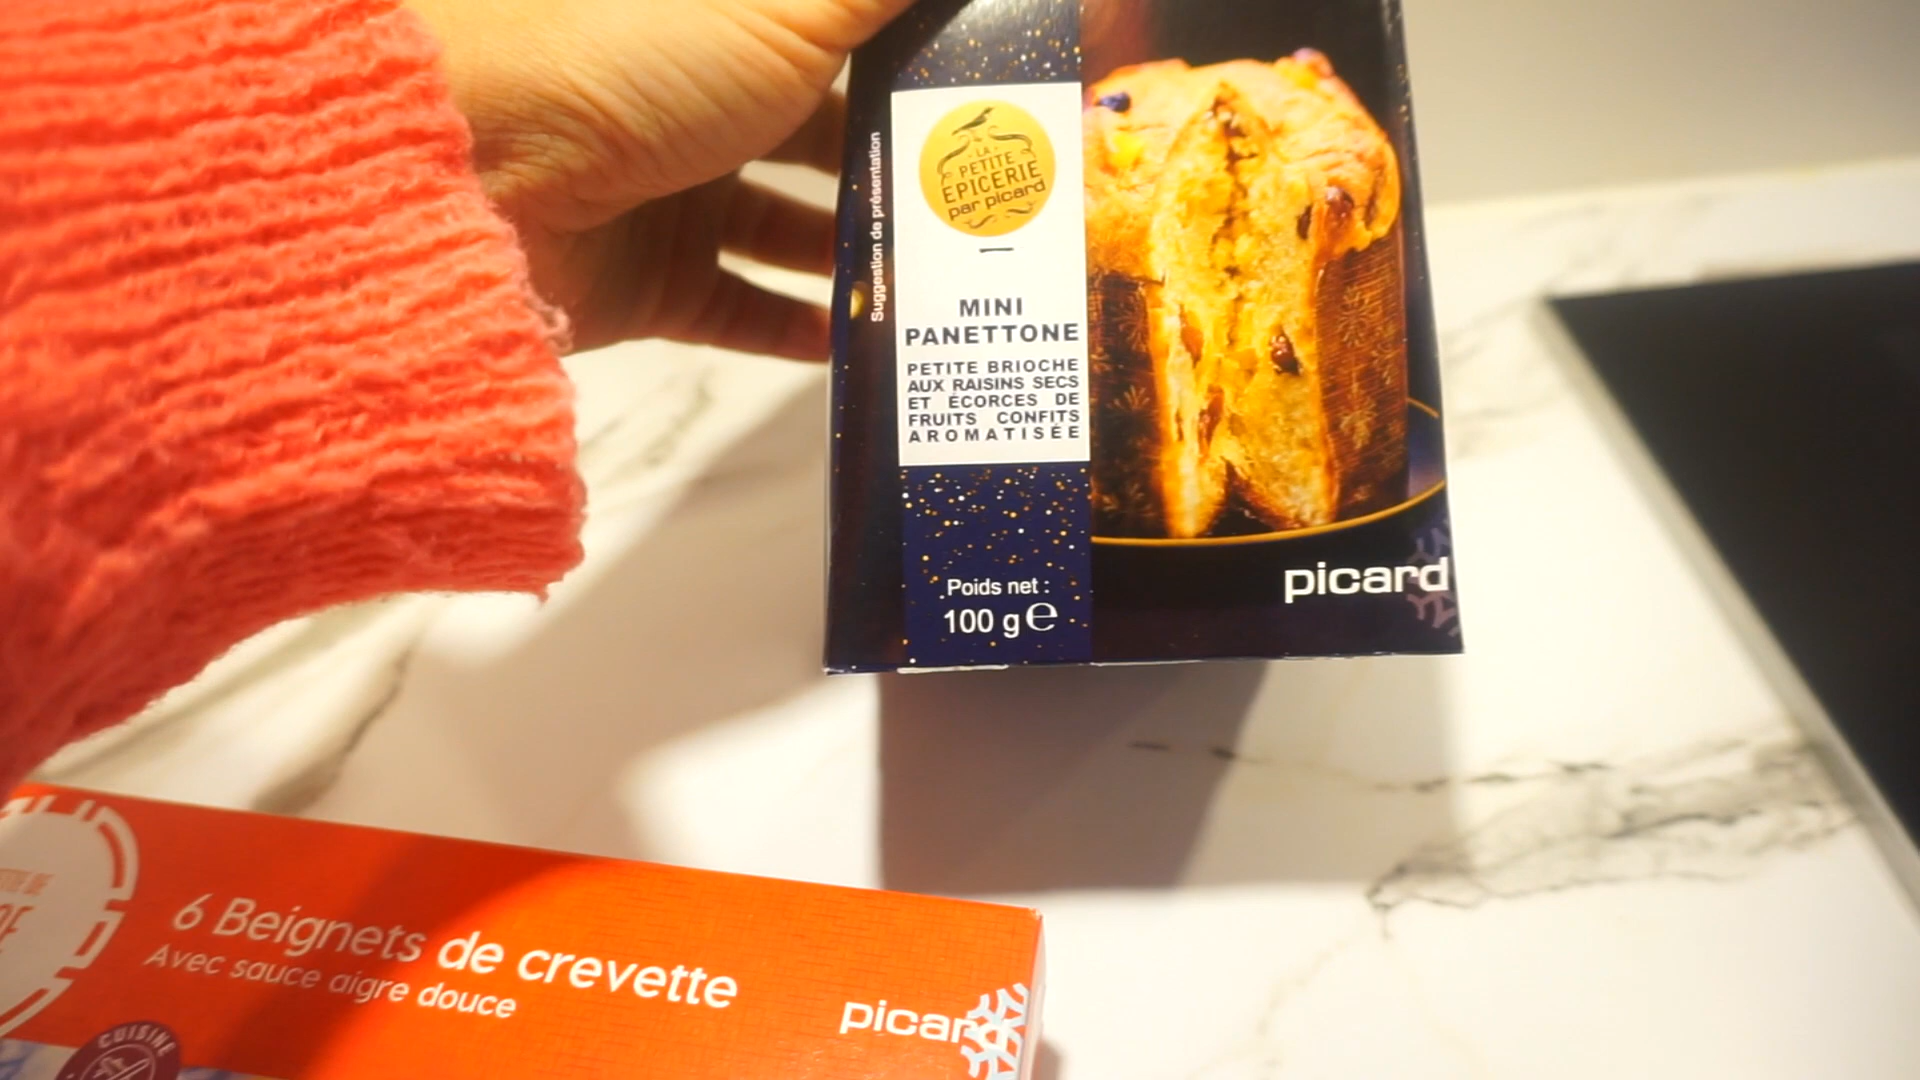 LA
PETITE
EPICERIE
par picard
Suggestion de présentation
MINI
PANETTONE
PETITE BRIOCHE
AUX RAISINS SECS
ET ÉCORCES DE
FRUITS CONFITS
AROMATISÉE
Poids net :
100 g e
picard
6 Beignets de crevette
Avec sauce aigre douce
picard
CUISINE